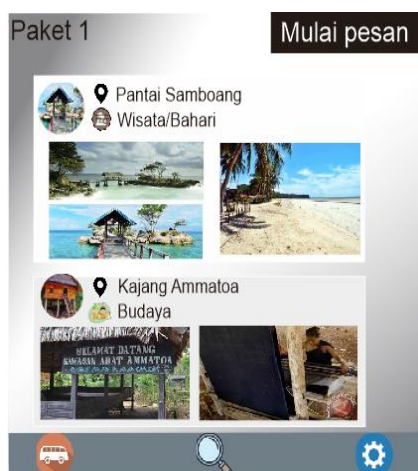 Paket 1
Mulai pesan
Pantai Samboang
Wisata/Bahari
Kajang Ammatoa
Budaya
SELAMAT DATANG
KAWASAN ADAT AMMATOA